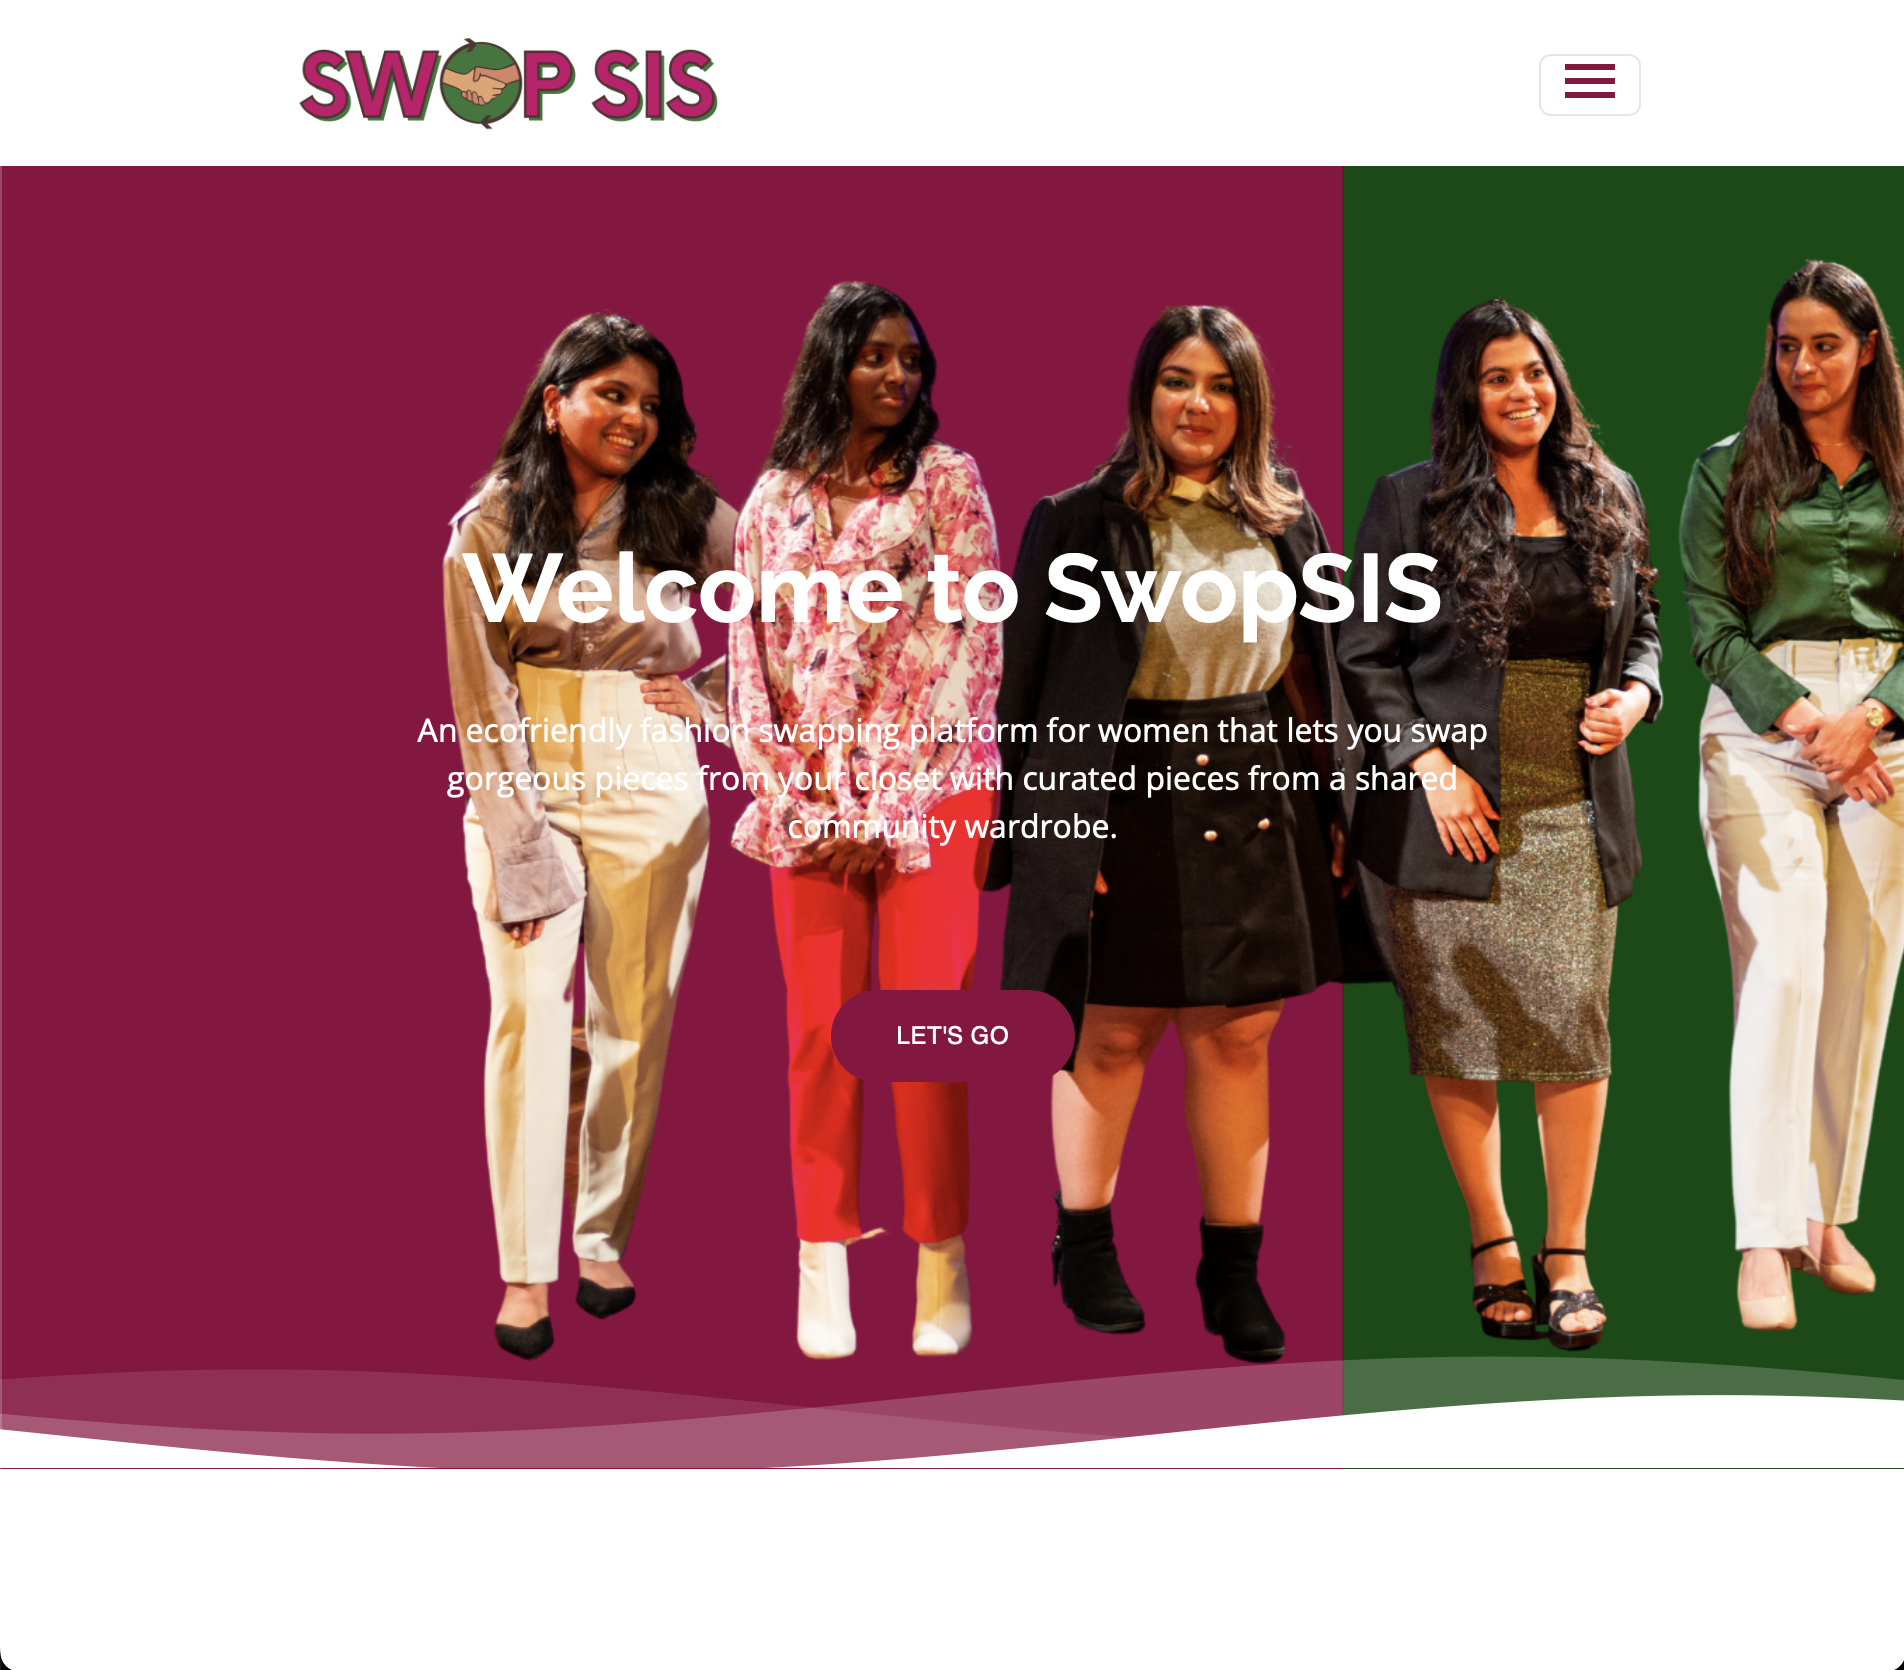 SWOP SIS
Welcome to SwopSIS
An ecofriendly fashion swapping platform for women that lets you swap
gorgeous pieces from your closet with curated pieces from a shared
community wardrobe.
LET'S GO